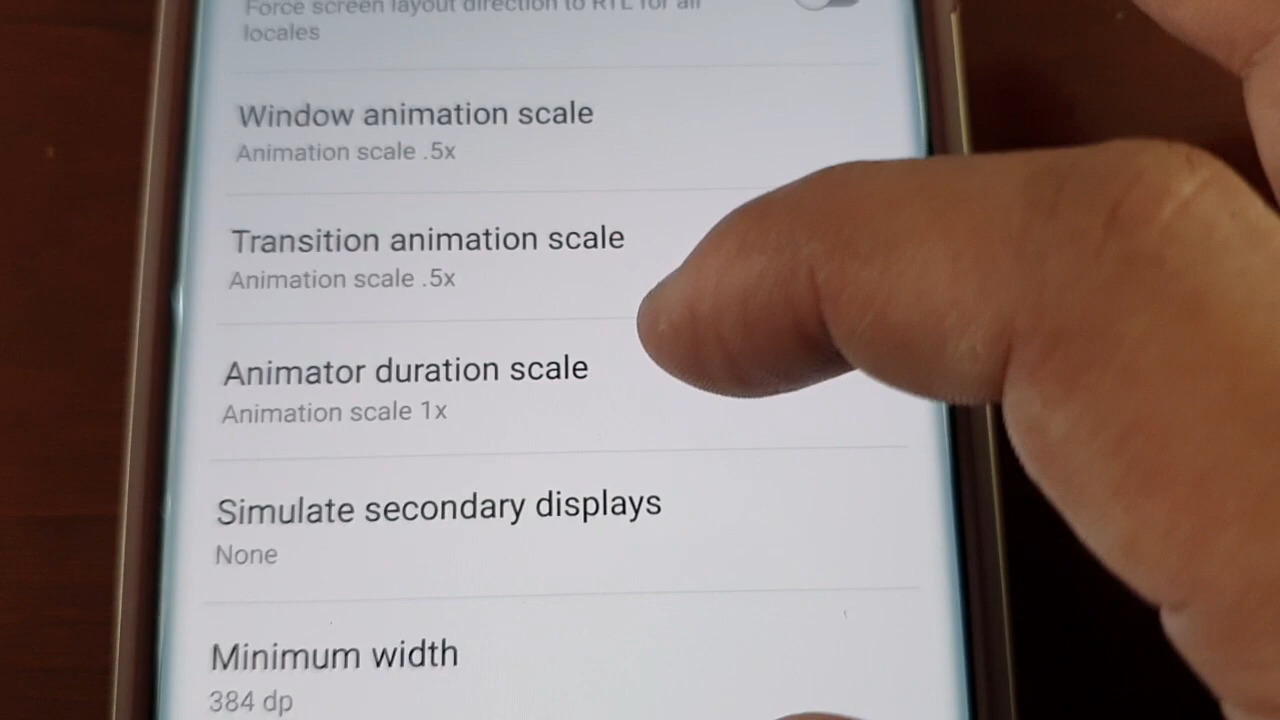 Force screen layout direction to RTL for all
locales
Window animation scale
Animation scale .5x
Transition animation scale
Animation scale .5x
Animator duration scale
Animation scale 1x
Simulate secondary displays
None
Minimum width
384 dp